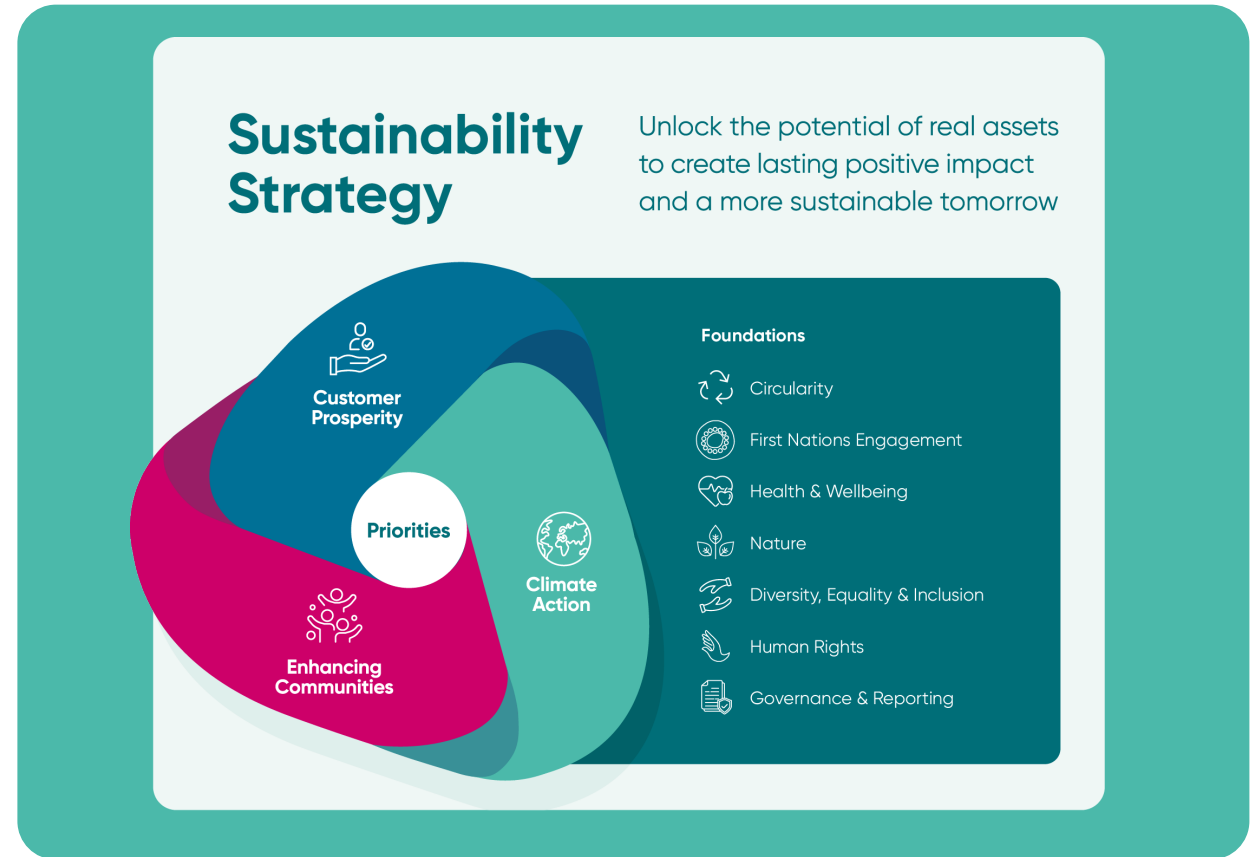 Sustainability
Strategy
Unlock the potential of real assets
to create lasting positive impact
and a more sustainable tomorrow
Customer
Prosperity
Priorities
Climate
Action
Enhancing
Communities
Foundations
Circularity
First Nations Engagement
Health & Wellbeing
Nature
Diversity, Equality & Inclusion
Human Rights
Governance & Reporting